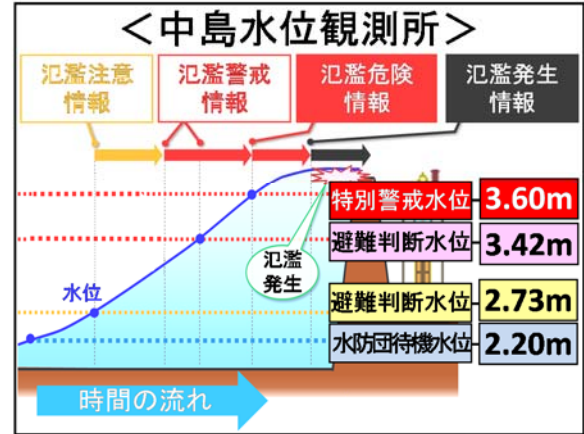 ＜中島水位観測所＞
氾濫注意
情報
氾濫警戒
情報
氾濫危険
情報
氾濫発生
情報
特別警戒水位
3.60m
避難判断水位
3.42m
氾濫
発生
水位
避難判断水位
2.73m
水防団待機水位
2.20m
時間の流れ